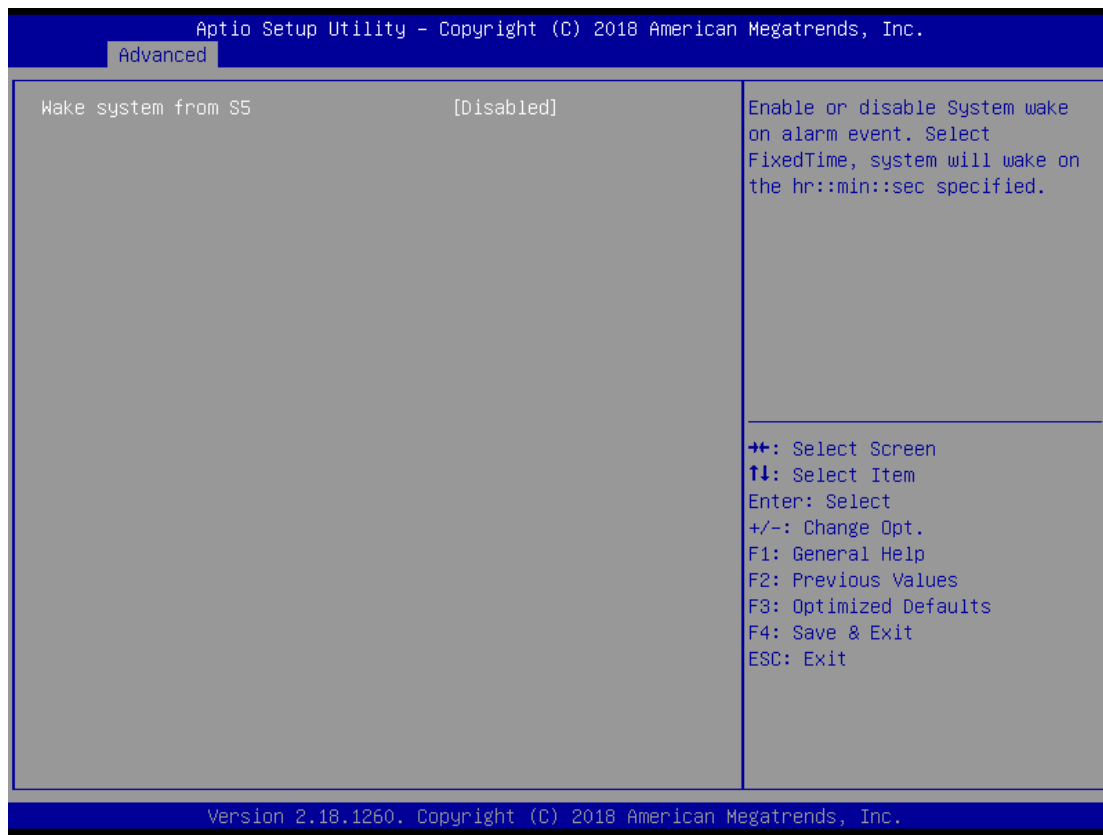 Aptio Setup Utility – Copyright (C) 2018 American Megatrends, Inc.
Advanced
Wake system from S5 [Disabled]
Enable or disable System wake
on alarm event. Select
FixedTime, system will wake on
the hr::min::sec specified.
→←: Select Screen
↑↓: Select Item
Enter: Select
+/-: Change Opt.
F1: General Help
F2: Previous Values
F3: Optimized Defaults
F4: Save & Exit
ESC: Exit
Version 2.18.1260. Copyright (C) 2018 American Megatrends, Inc.